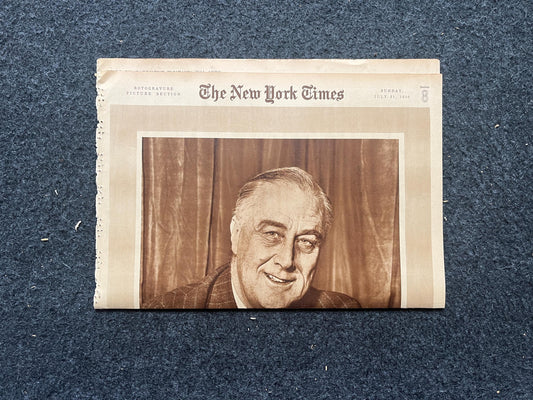 ROTOGRAVURE
PICTURE SECTION
The New York Times
SUNDAY,
8